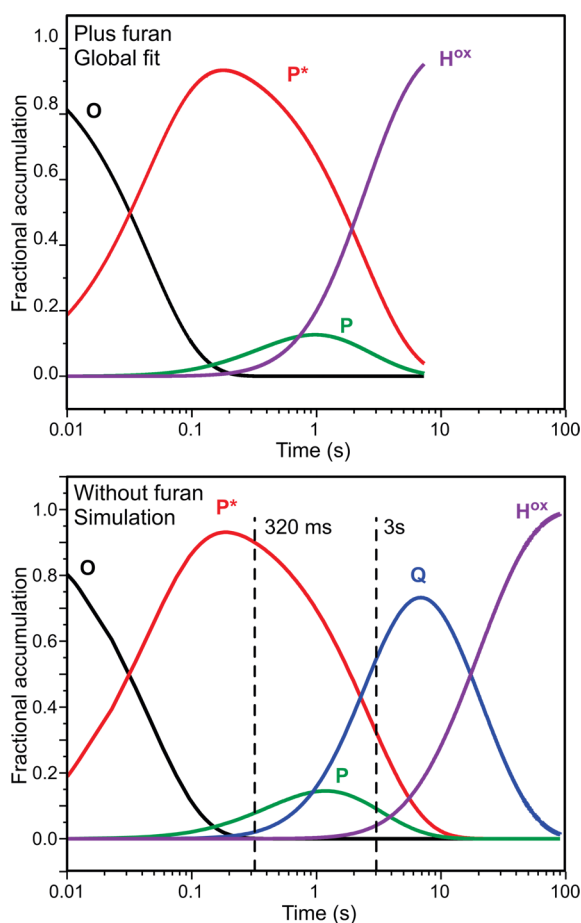 Plus furan
Global fit
O
P*
H^ox
P
1.0
0.8
0.6
0.4
0.2
0.0
Fractional accumulation
0.01 0.1 1 10 100
Time (s)
Without furan
Simulation
P*
O
320 ms
3s
Q
H^ox
P
1.0
0.8
0.6
0.4
0.2
0.0
Fractional accumulation
0.01 0.1 1 10 100
Time (s)